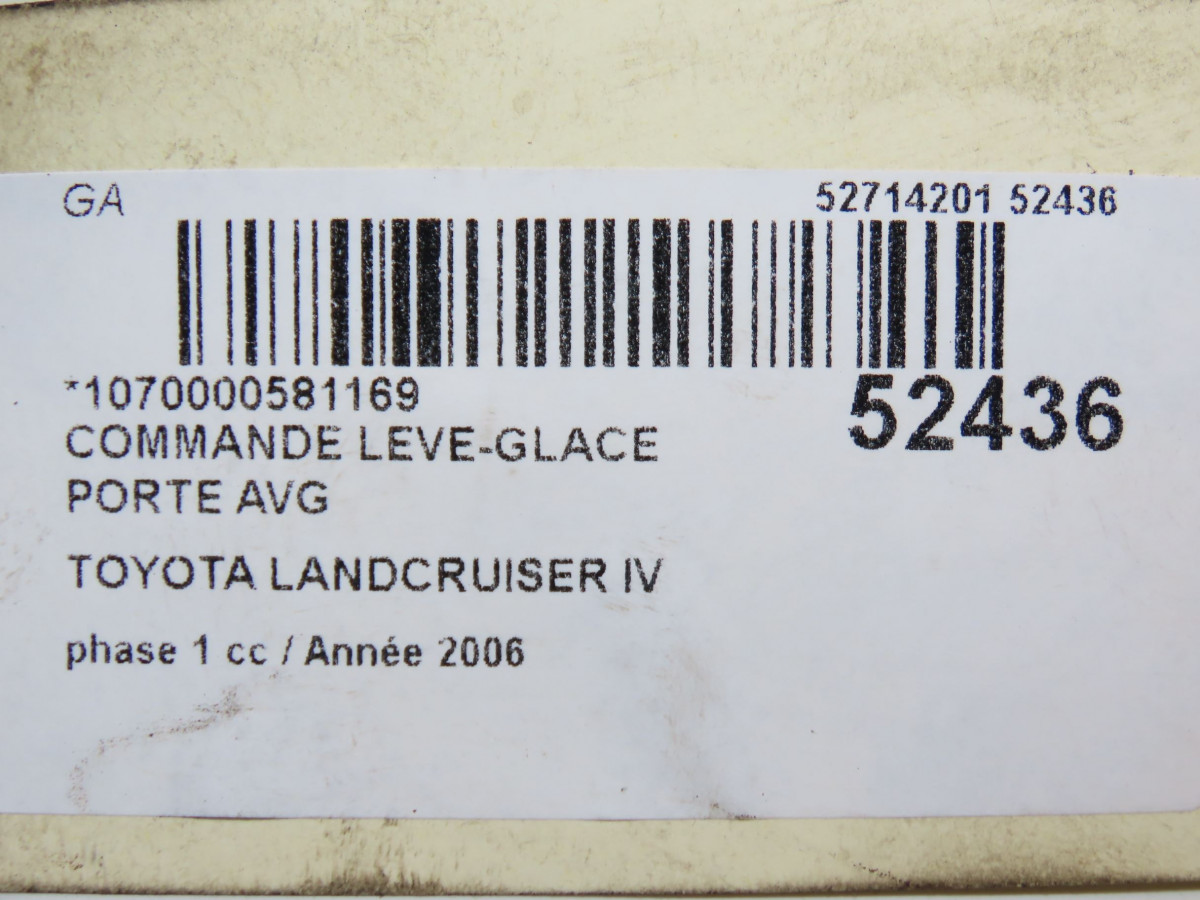 GA 52714201 52436
*1070000581169 52436
COMMANDE LEVE-GLACE
PORTE AVG
TOYOTA LANDCRUISER IV
phase 1 cc / Année 2006